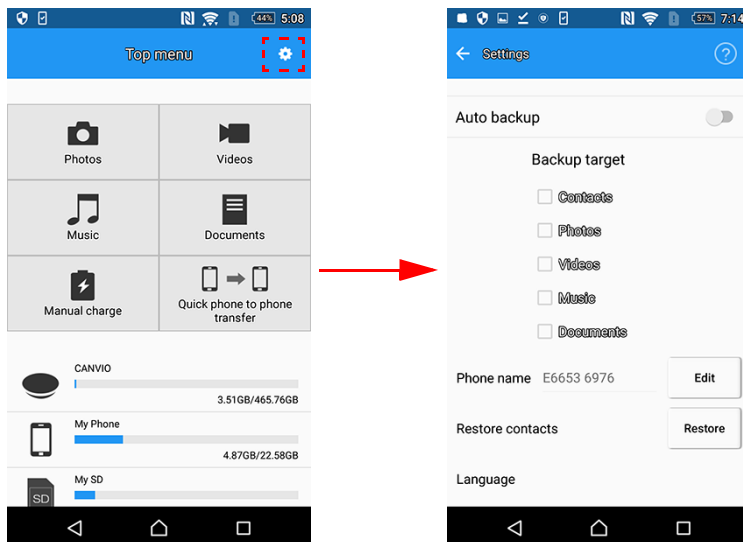 44% 5:08
Top menu
Photos
Videos
Music
Documents
Manual charge
Quick phone to phone
transfer
CANVIO
3.51GB/465.76GB
My Phone
4.87GB/22.58GB
My SD
SD
57% 7:14
Settings
?
Auto backup
Backup target
Contacts
Photos
Videos
Music
Documents
Phone name E6653 6976 Edit
Restore contacts Restore
Language